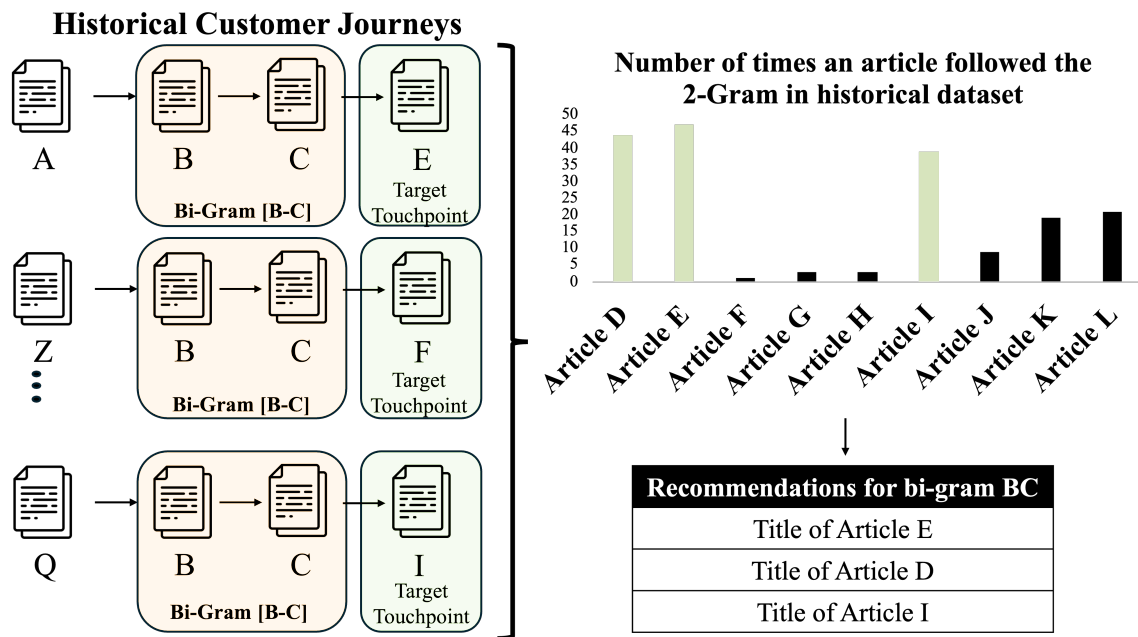 Historical Customer Journeys
A
B
C
E
Target
Touchpoint
Bi-Gram [B-C]
Z
B
C
F
Target
Touchpoint
Bi-Gram [B-C]
Q
B
C
I
Target
Touchpoint
Bi-Gram [B-C]
Number of times an article followed the
2-Gram in historical dataset
50
45
40
35
30
25
20
15
10
5
0
Article D
Article E
Article F
Article G
Article H
Article I
Article J
Article K
Article L
Recommendations for bi-gram BC
Title of Article E
Title of Article D
Title of Article I